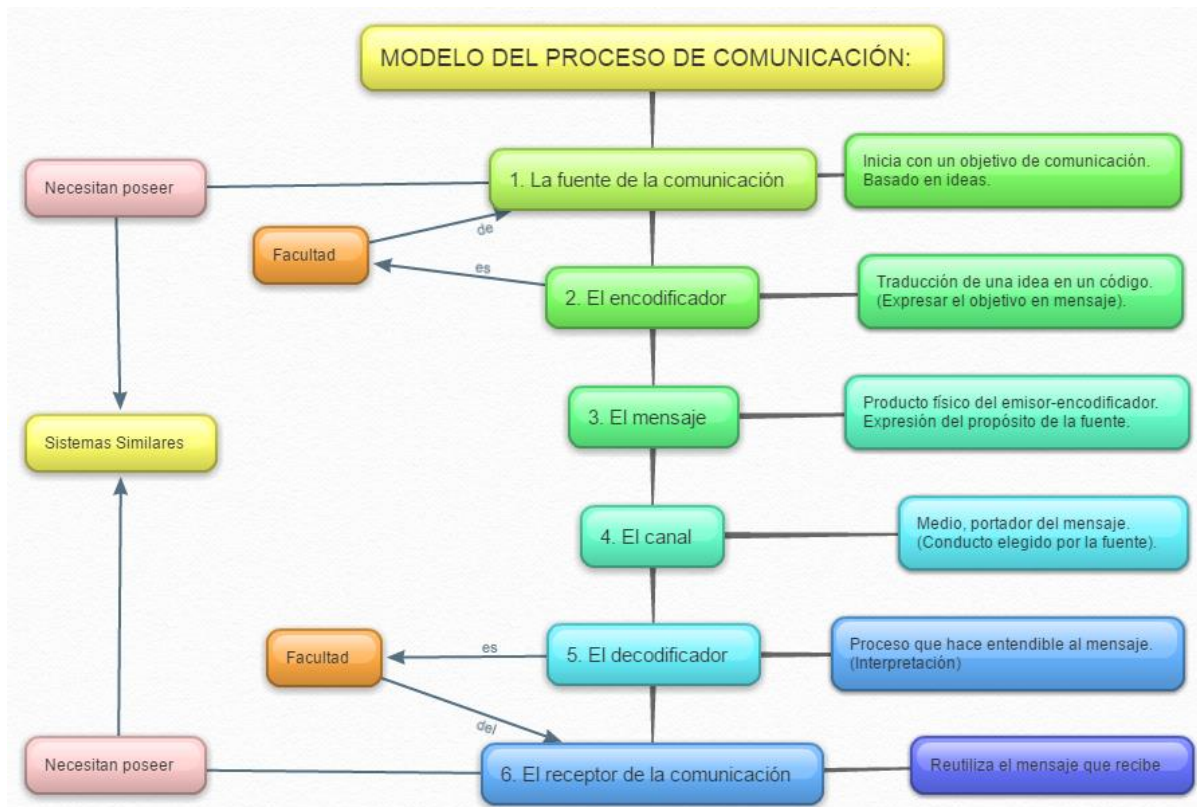 MODELO DEL PROCESO DE COMUNICACIÓN:
Necesitan poseer
1. La fuente de la comunicación
Inicia con un objetivo de comunicación.
Basado en ideas.
de
Facultad
es
2. El encodificador
Traducción de una idea en un código.
(Expresar el objetivo en mensaje).
3. El mensaje
Producto físico del emisor-encodificador.
Expresión del propósito de la fuente.
Sistemas Similares
4. El canal
Medio, portador del mensaje.
(Conducto elegido por la fuente).
Facultad
es
5. El decodificador
Proceso que hace entendible al mensaje.
(Interpretación)
del
Necesitan poseer
6. El receptor de la comunicación
Reutiliza el mensaje que recibe